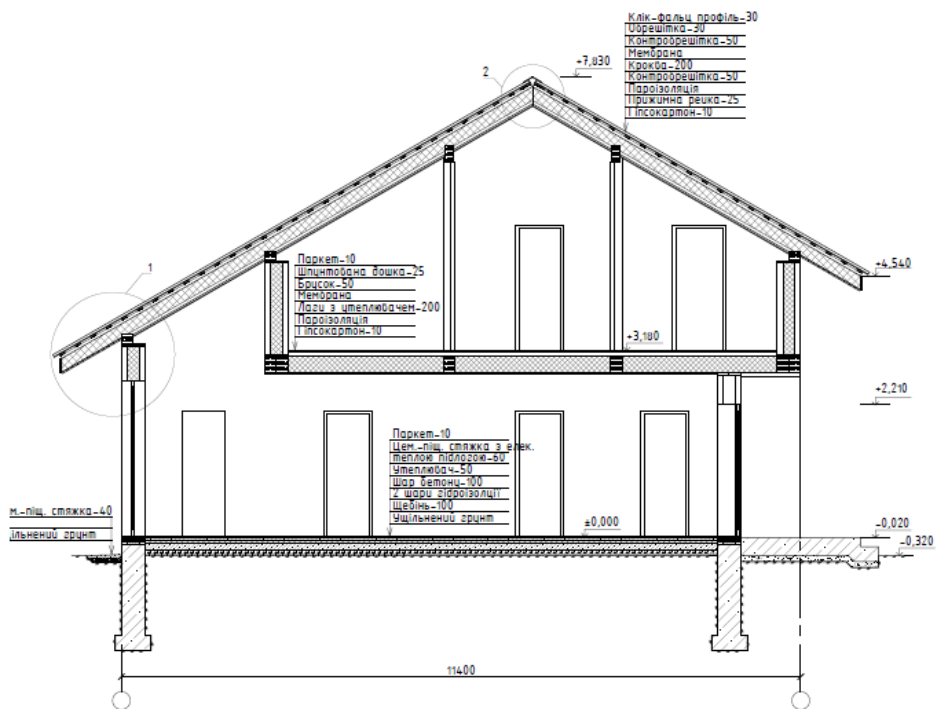 Клік-фальц профіль-30
Обрешітка-30
Контробрешітка-50
Мембрана
Кроква-200
Контробрешітка-50
Пароізоляція
Прижимна рейка-25
Гіпсокартон-10
+7,830
2
1
Паркет-10
Шпунтована дошка-25
Брусок-50
Мембрана
Лаги з утеплювачем-200
Пароізоляція
Гіпсокартон-10
+4,540
+3,180
+2,210
Паркет-10
Цем.-піщ. стяжка з елек.
теплою підлогою-60
Утеплювач-50
Шар бетону-100
2 шари гідроізоляції
Щебінь-100
Ущільнений грунт
м.-піщ. стяжка-40
ільнений грунт
±0,000
-0,020
-0,320
11400